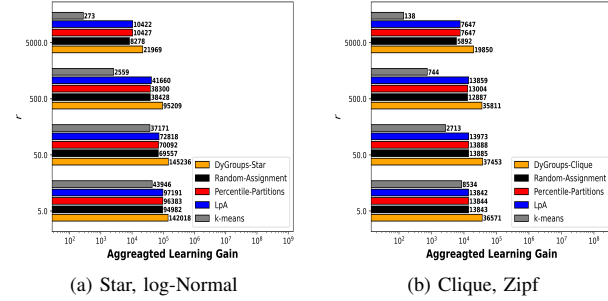 273
10422
10427
5000.0
8278
21969
2559
41660
38300
500.0
38428
95209
r
37171
72818
70092
50.0
69557
145236
43946
97191
96383
5.0
94982
142018
DyGroups-Star
Random-Assignment
Percentile-Partitions
LpA
k-means
10² 10³ 10⁴ 10⁵ 10⁶ 10⁷ 10⁸ 10⁹
Aggreagted Learning Gain
(a) Star, log-Normal
138
7647
7647
5000.0
5892
19850
744
13859
13004
500.0
12887
35811
r
2713
13973
13888
50.0
13885
37453
8534
13842
13844
5.0
13843
36571
DyGroups-Clique
Random-Assignment
Percentile-Partitions
LpA
k-means
10² 10³ 10⁴ 10⁵ 10⁶ 10⁷ 10⁸
Aggreagted Learning Gain
(b) Clique, Zipf